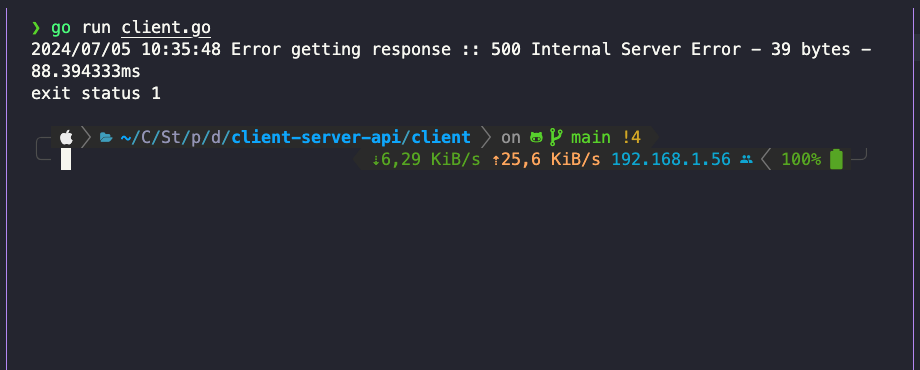 ❯ go run client.go
2024/07/05 10:35:48 Error getting response :: 500 Internal Server Error - 39 bytes -
88.394333ms
exit status 1
~/C/St/p/d/client-server-api/client on main !4
↓6,29 KiB/s ↑25,6 KiB/s 192.168.1.56 100%